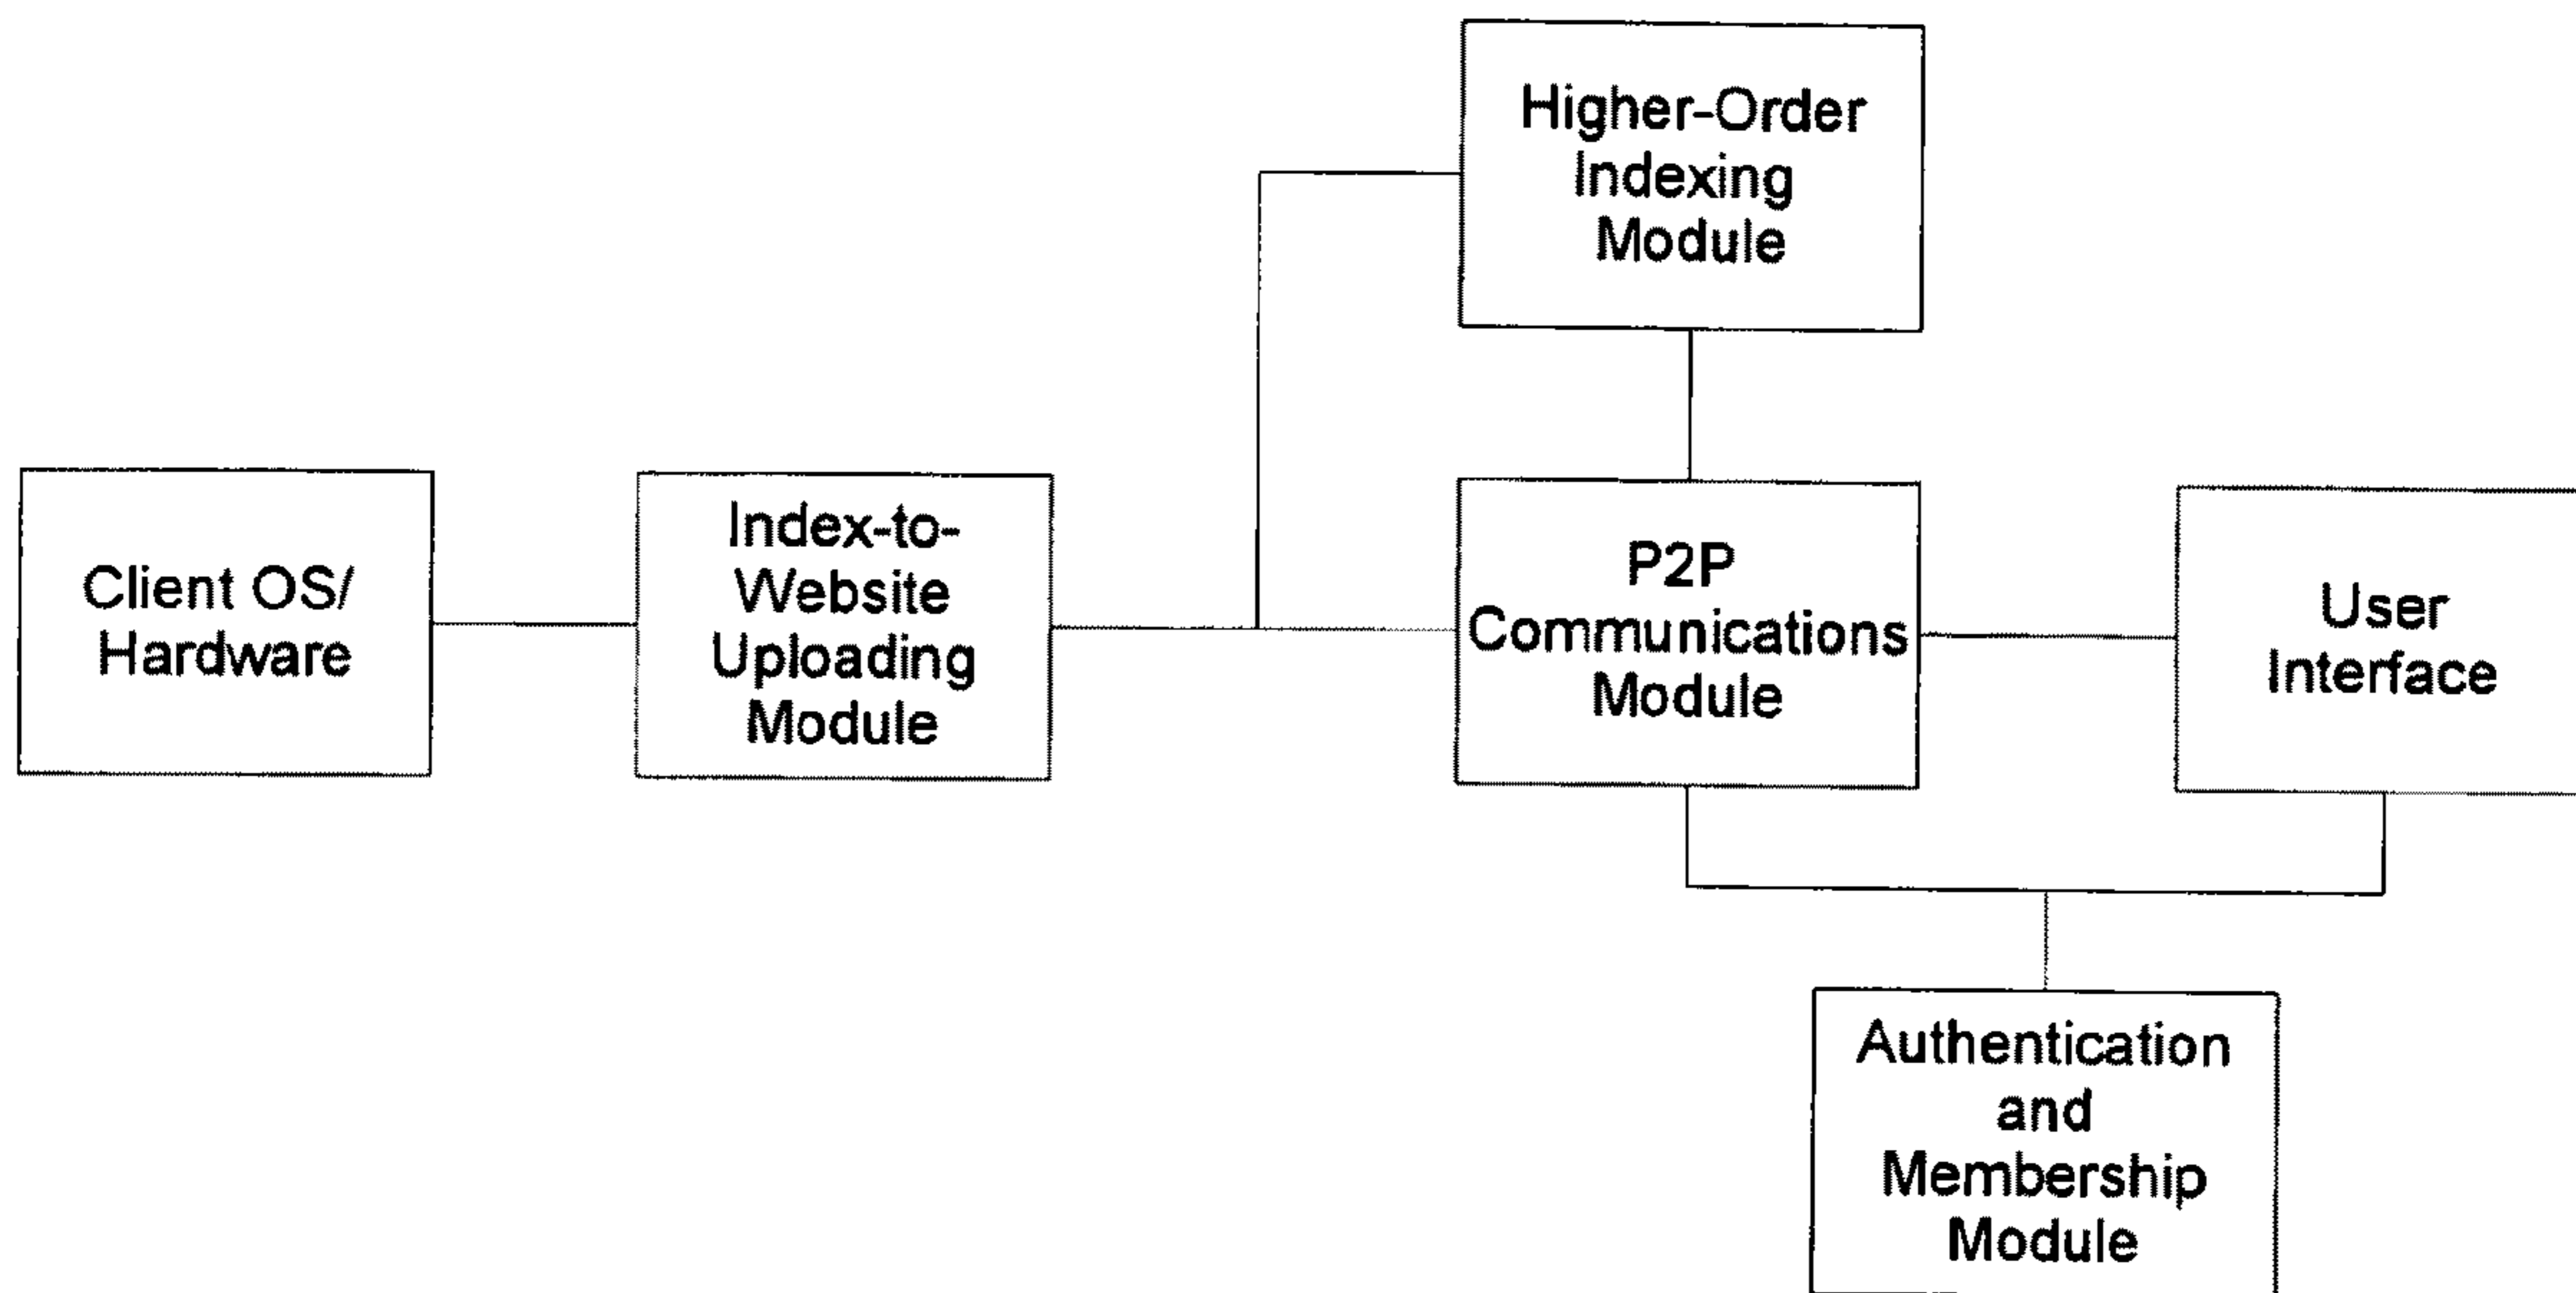 Higher-Order
Indexing
Module
Client OS/
Hardware
Index-to-
Website
Uploading
Module
P2P
Communications
Module
User
Interface
Authentication
and
Membership
Module